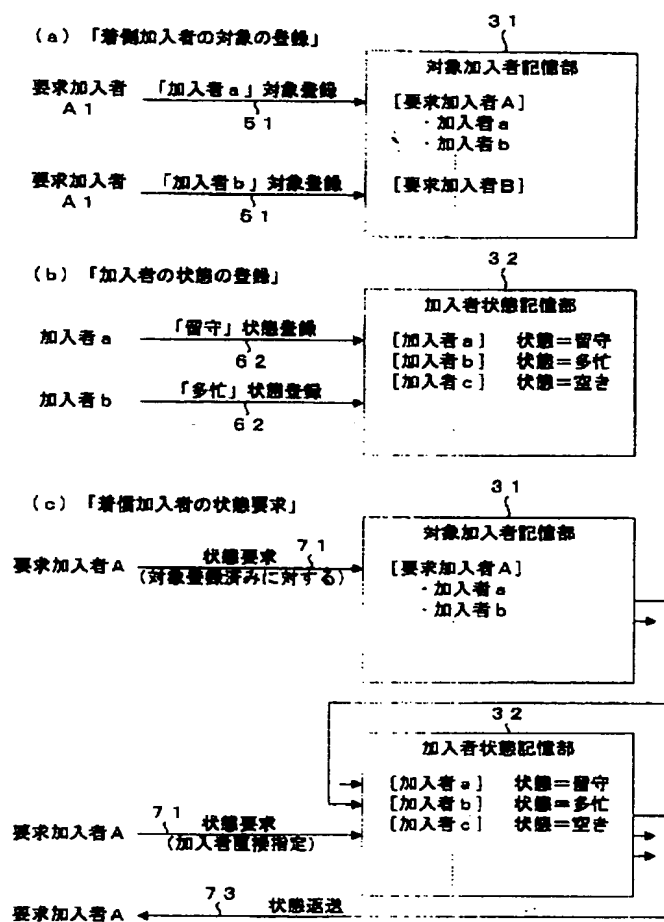 (a) 「着側加入者の対象の登録」
31
対象加入者記憶部
要求加入者
A1
「加入者a」対象登録
51
[要求加入者A]
・加入者a
・加入者b
要求加入者
A1
「加入者b」対象登録
51
[要求加入者B]
(b) 「加入者の状態の登録」
32
加入者状態記憶部
加入者a
「留守」状態登録
62
[加入者a] 状態=留守
[加入者b] 状態=多忙
[加入者c] 状態=空き
加入者b
「多忙」状態登録
62
(c) 「着側加入者の状態要求」
31
対象加入者記憶部
要求加入者A
状態要求
71
(対象登録済みに対する)
[要求加入者A]
・加入者a
・加入者b
32
加入者状態記憶部
[加入者a] 状態=留守
[加入者b] 状態=多忙
[加入者c] 状態=空き
要求加入者A
71
状態要求
(加入者直接指定)
要求加入者A
73
状態返送